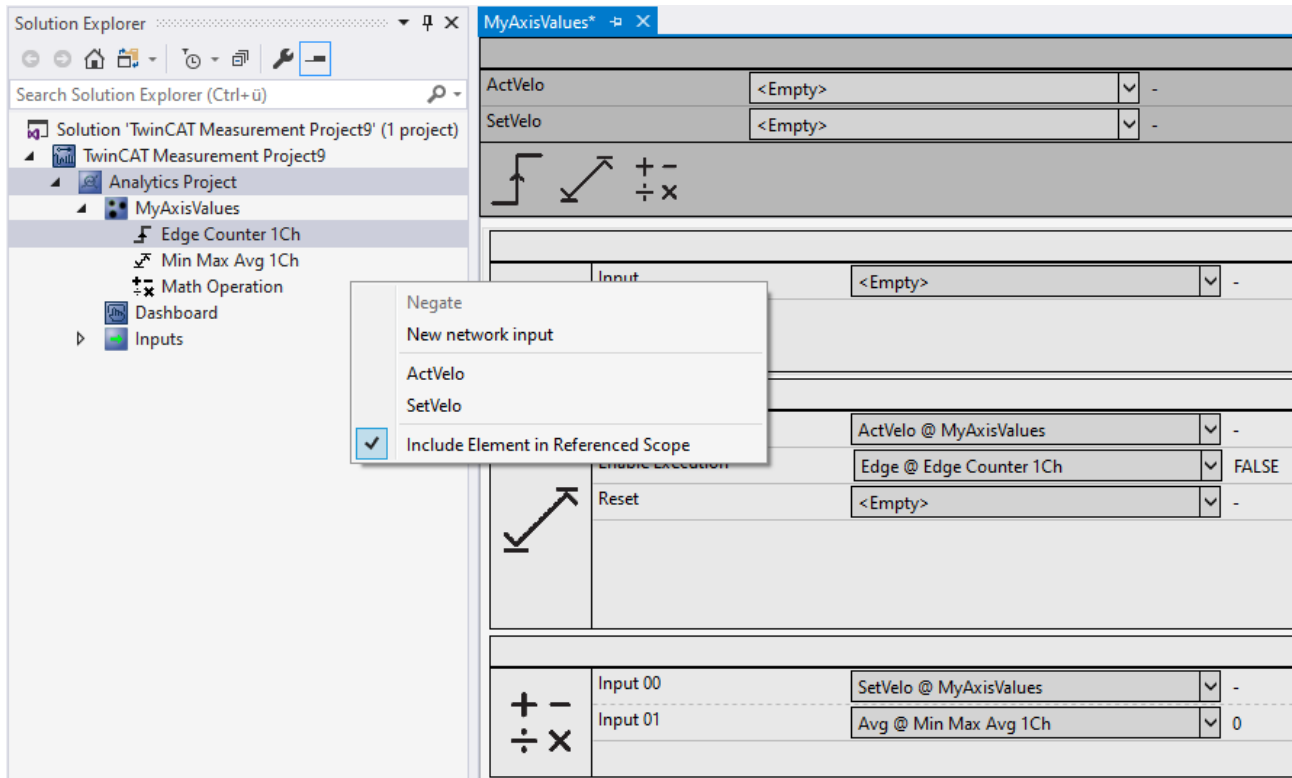 Solution Explorer
Search Solution Explorer (Ctrl+ü)
Solution 'TwinCAT Measurement Project9' (1 project)
TwinCAT Measurement Project9
Analytics Project
MyAxisValues
Edge Counter 1Ch
Min Max Avg 1Ch
Math Operation
Dashboard
Inputs
Negate
New network input
ActVelo
SetVelo
Include Element in Referenced Scope
MyAxisValues*
ActVelo <Empty> -
SetVelo <Empty> -
Input <Empty> -
ActVelo @ MyAxisValues -
Enable Execution Edge @ Edge Counter 1Ch FALSE
Reset <Empty> -
Input 00 SetVelo @ MyAxisValues -
Input 01 Avg @ Min Max Avg 1Ch 0